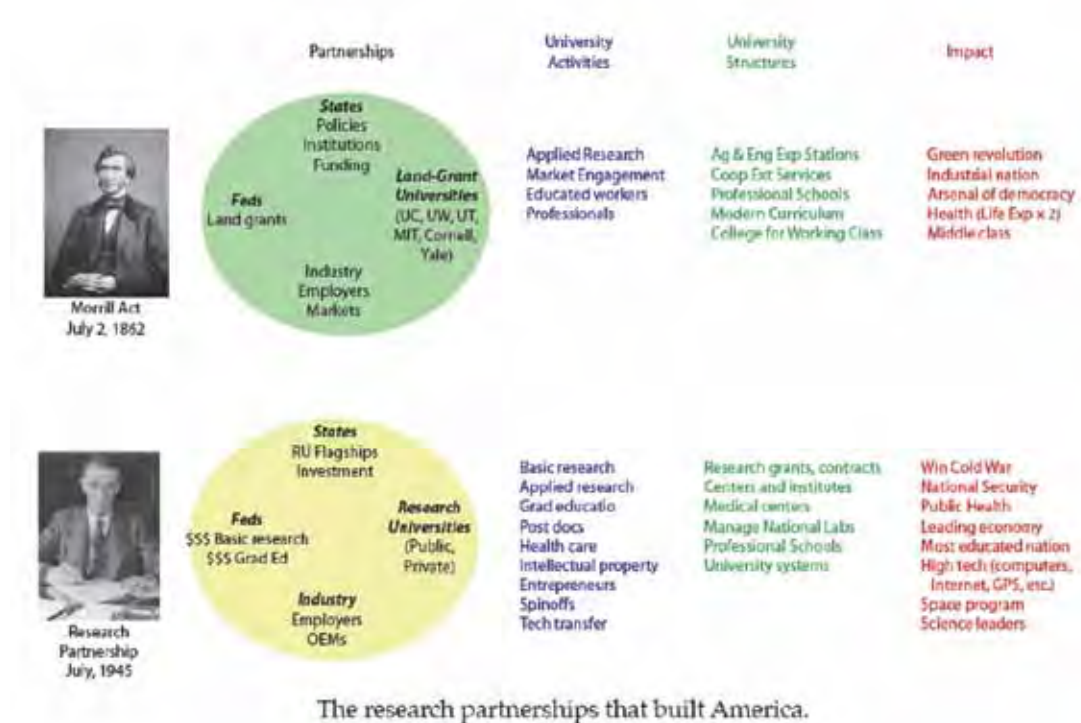 Partnerships
University
Activities
University
Structures
Impact
Morrill Act
July 2, 1862
States
Policies
Institutions
Funding
Feds
Land grants
Land-Grant
Universities
(UC, UW, UT,
MIT, Cornell,
Yale)
Industry
Employers
Markets
Applied Research
Market Engagement
Educated workers
Professionals
Ag & Eng Exp Stations
Coop Ext Services
Professional Schools
Modern Curriculum
College for Working Class
Green revolution
Industrial nation
Arsenal of democracy
Health (Life Exp x 2)
Middle class
Research
Partnership
July, 1945
States
RU Flagships
Investment
Feds
$$$ Basic research
$$$ Grad Ed
Research
Universities
(Public,
Private)
Industry
Employers
OEMs
Basic research
Applied research
Grad educatio
Post docs
Health care
Intellectual property
Entrepreneurs
Spinoffs
Tech transfer
Research grants, contracts
Centers and institutes
Medical centers
Manage National Labs
Professional Schools
University systems
Win Cold War
National Security
Public Health
Leading economy
Most educated nation
High tech (computers,
Internet, GPS, etc.)
Space program
Science leaders
The research partnerships that built America.